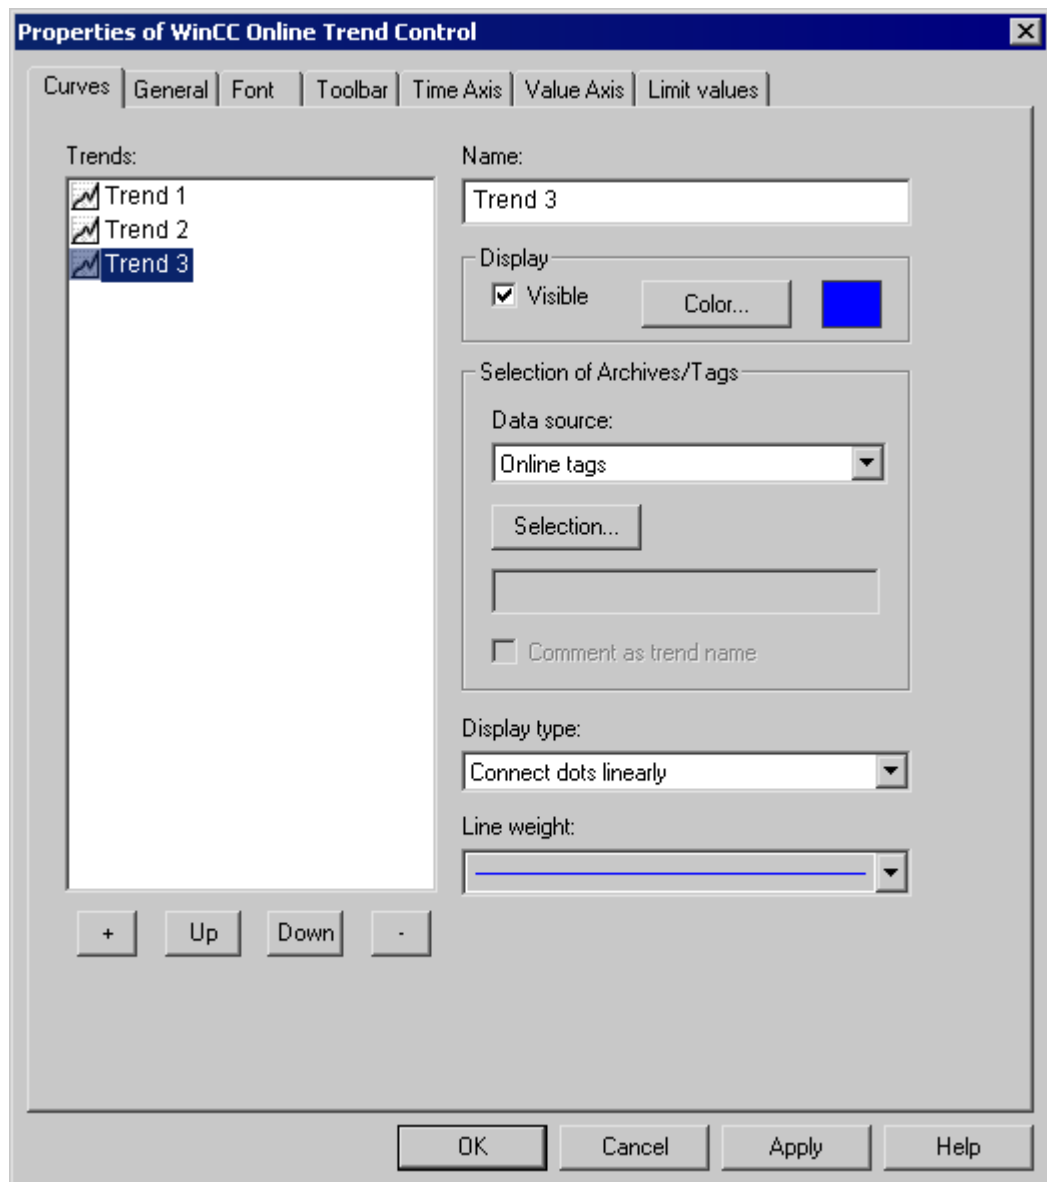 Properties of WinCC Online Trend Control
Curves General Font Toolbar Time Axis Value Axis Limit values
Trends:
Trend 1
Trend 2
Trend 3
+ Up Down -
Name:
Trend 3
Display
Visible Color...
Selection of Archives/Tags
Data source:
Online tags
Selection...
Comment as trend name
Display type:
Connect dots linearly
Line weight:
OK Cancel Apply Help